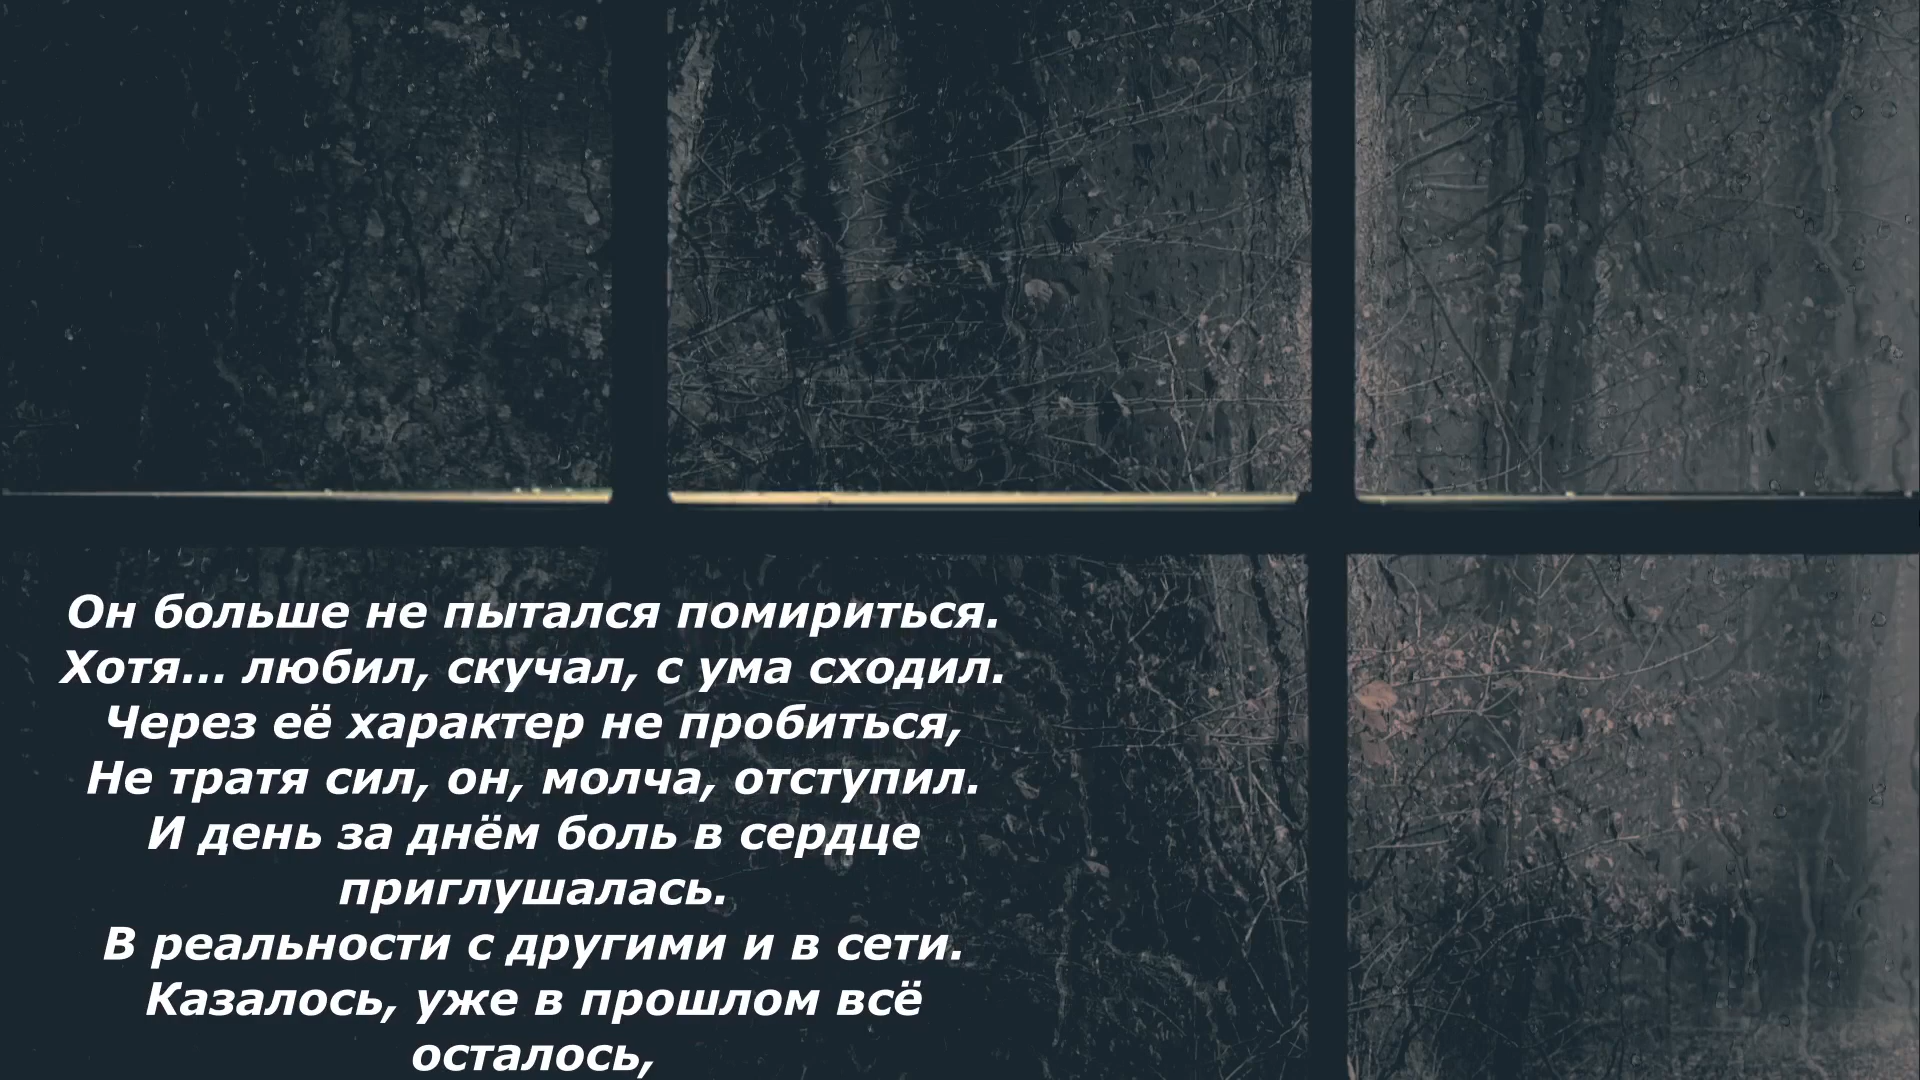 Он больше не пытался помириться.
Хотя... любил, скучал, с ума сходил.
Через её характер не пробиться,
Не тратя сил, он, молча, отступил.
И день за днём боль в сердце
приглушалась.
В реальности с другими и в сети.
Казалось, уже в прошлом всё
осталось,